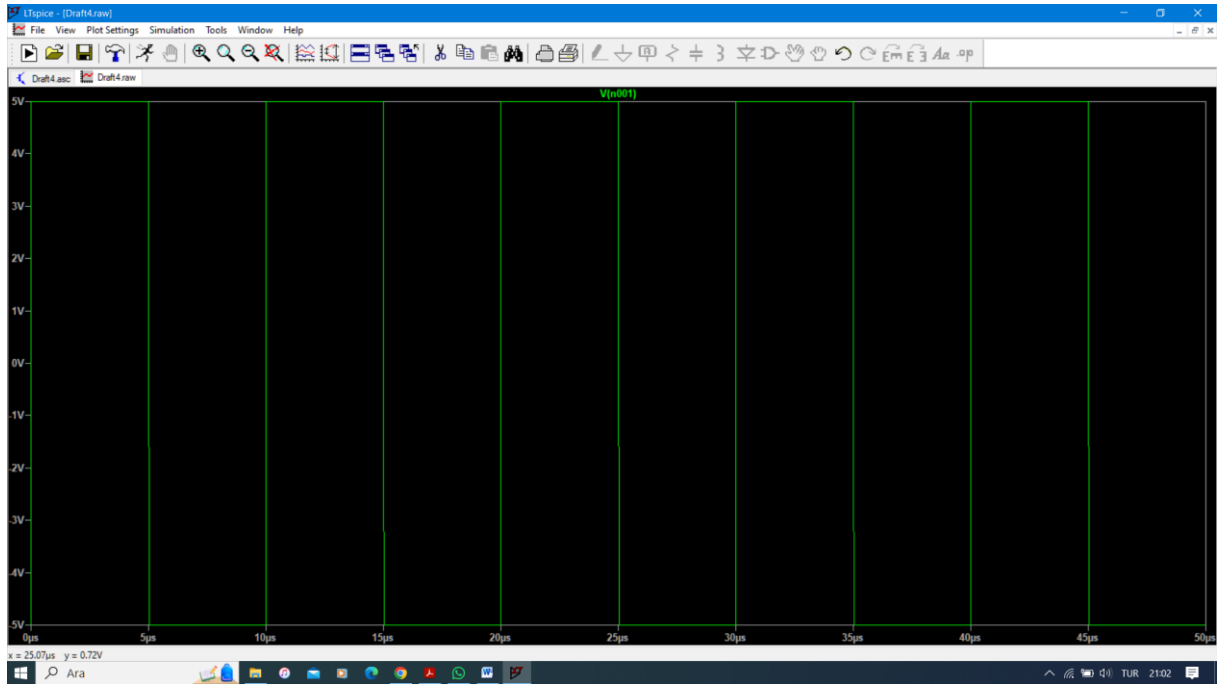 LTspice - [Draft4.raw]
File View Plot Settings Simulation Tools Window Help
Aa .op
Draft4.asc Draft4.raw
V(n001)
5V
4V
3V
2V
1V
0V
-1V
-2V
-3V
-4V
-5V
0µs 5µs 10µs 15µs 20µs 25µs 30µs 35µs 40µs 45µs 50µs
x = 25.07µs y = 0.72V
Ara TUR 21:02